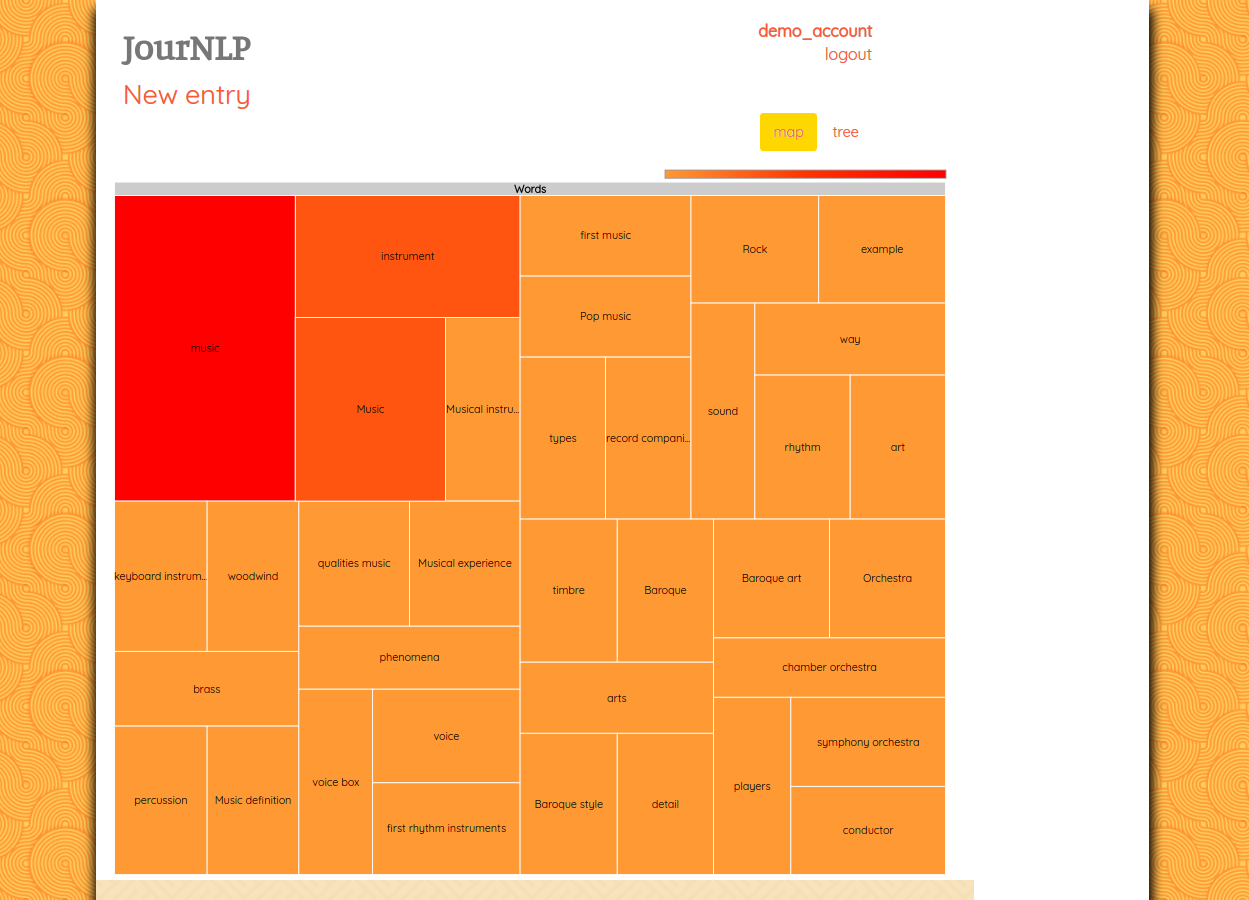 JourNLP
demo_account
logout
New entry
map
tree
Words
music
instrument
Music
Musical instru...
first music
Pop music
types
record compani...
Rock
example
sound
way
rhythm
art
keyboard instrum...
woodwind
brass
percussion
Music definition
qualities music
Musical experience
phenomena
voice box
voice
first rhythm instruments
timbre
Baroque
arts
Baroque style
detail
Baroque art
Orchestra
chamber orchestra
players
symphony orchestra
conductor